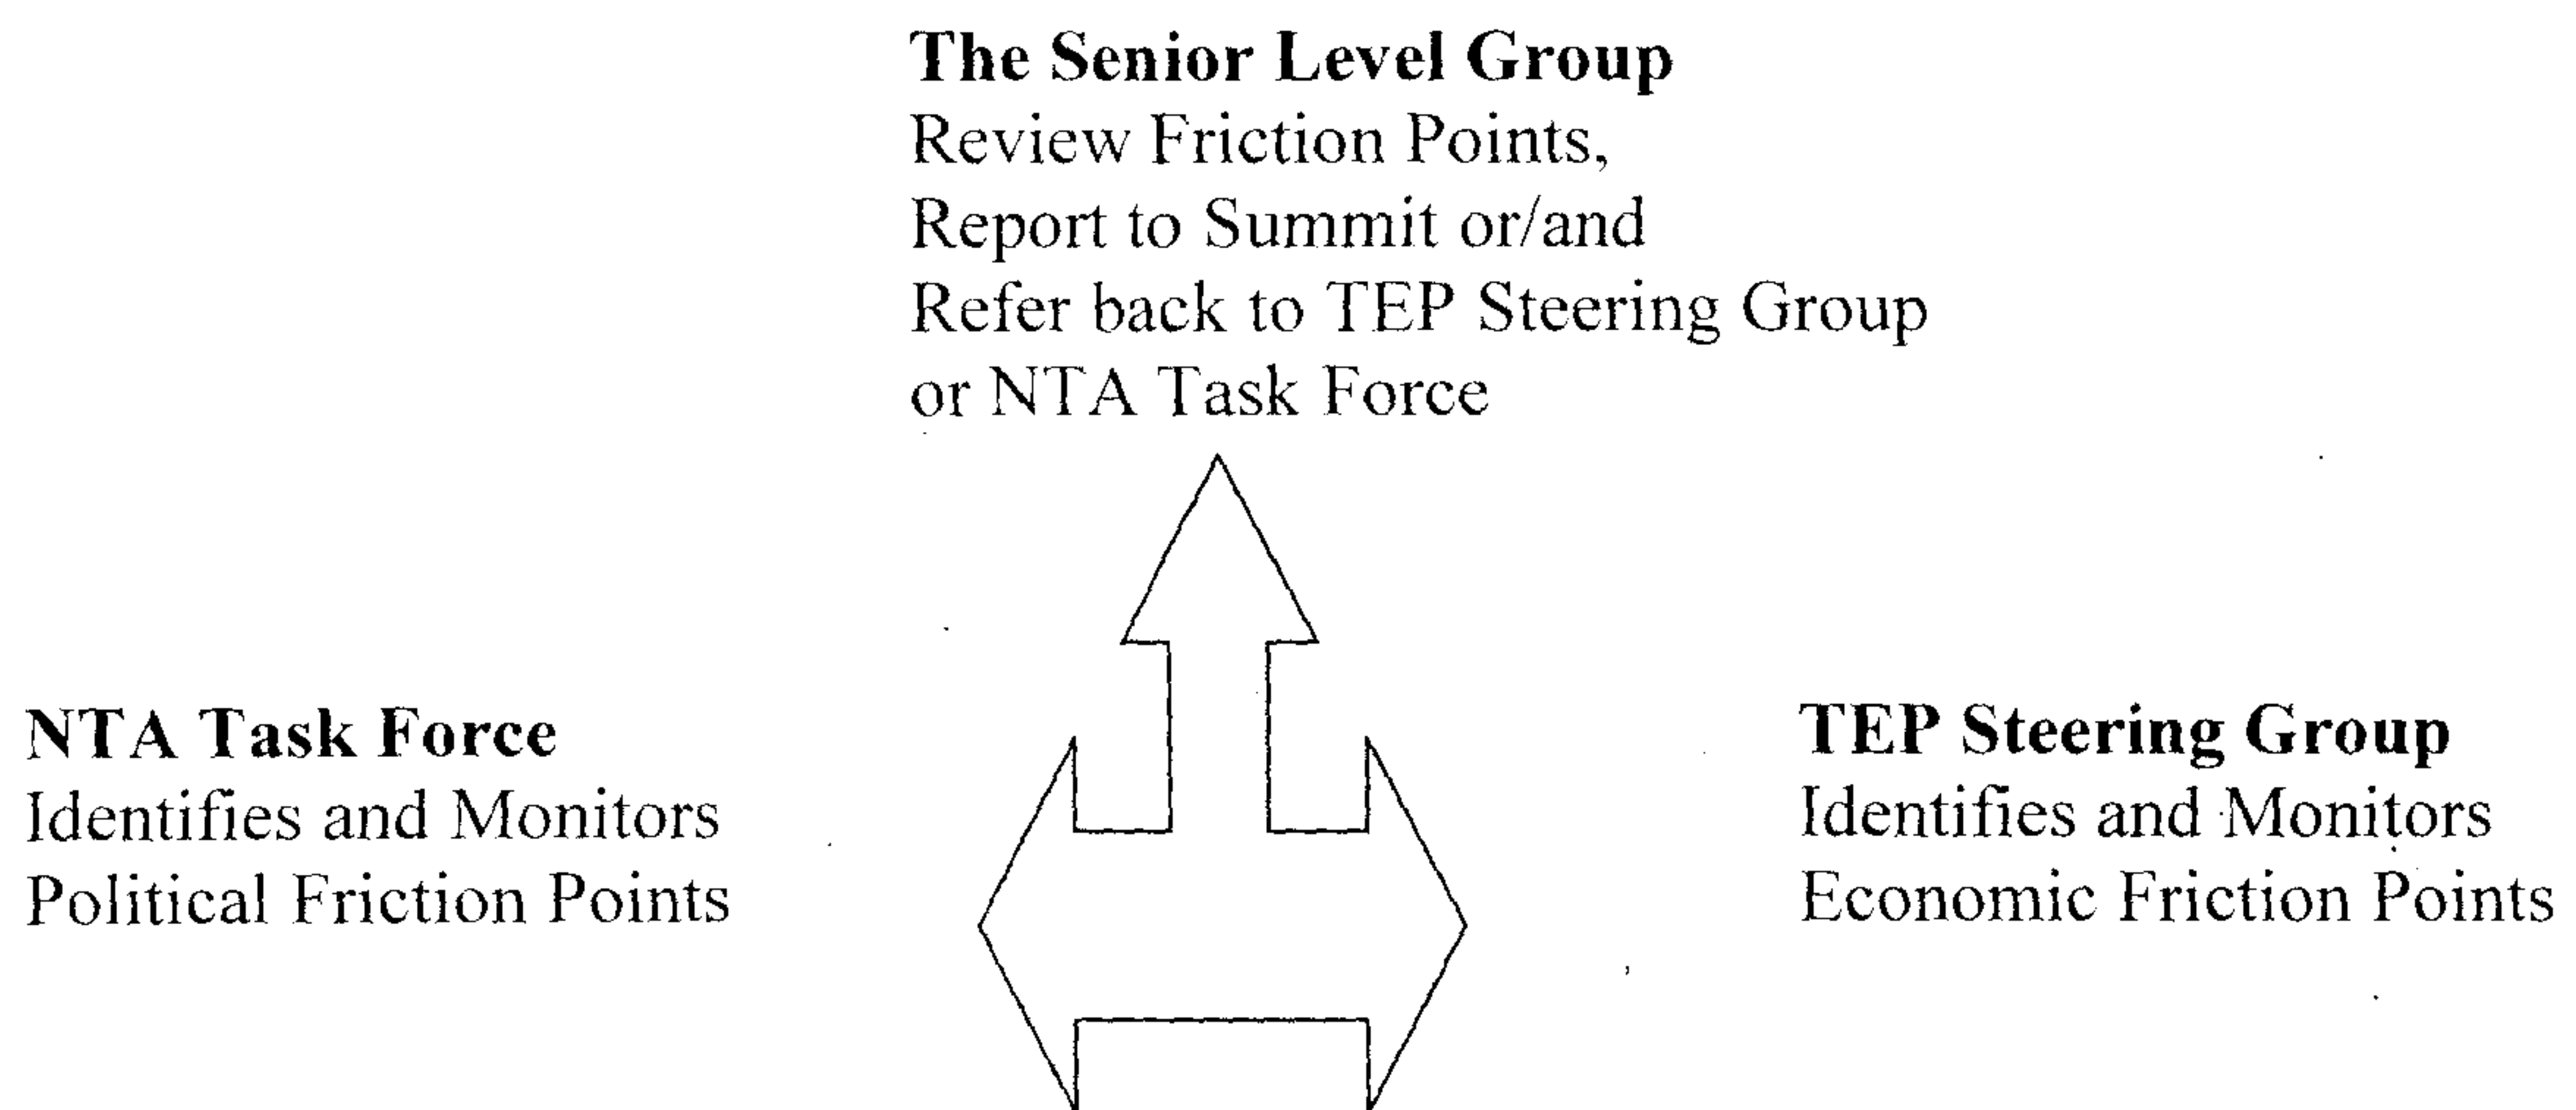 The Senior Level Group
Review Friction Points,
Report to Summit or/and
Refer back to TEP Steering Group
or NTA Task Force
NTA Task Force
Identifies and Monitors
Political Friction Points
TEP Steering Group
Identifies and Monitors
Economic Friction Points